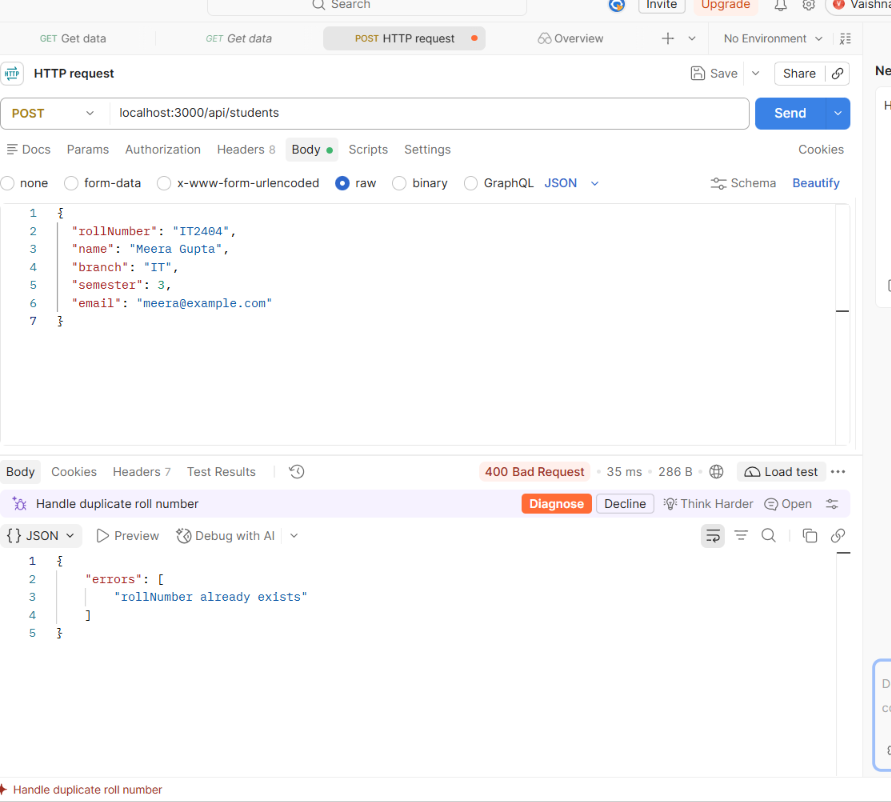 Search
Invite
Upgrade
GET Get data
GET Get data
POST HTTP request
Overview
No Environment
HTTP
HTTP request
Save
Share
POST
localhost:3000/api/students
Send
Docs
Params
Authorization
Headers 8
Body
Scripts
Settings
Cookies
none
form-data
x-www-form-urlencoded
raw
binary
GraphQL
JSON
Schema
Beautify
1 {
2 "rollNumber": "IT2404",
3 "name": "Meera Gupta",
4 "branch": "IT",
5 "semester": 3,
6 "email": "meera@example.com"
7 }
Body
Cookies
Headers 7
Test Results
400 Bad Request
35 ms
286 B
Load test
Handle duplicate roll number
Diagnose
Decline
Think Harder
Open
{} JSON
Preview
Debug with AI
1 {
2 "errors": [
3 "rollNumber already exists"
4 ]
5 }
Handle duplicate roll number